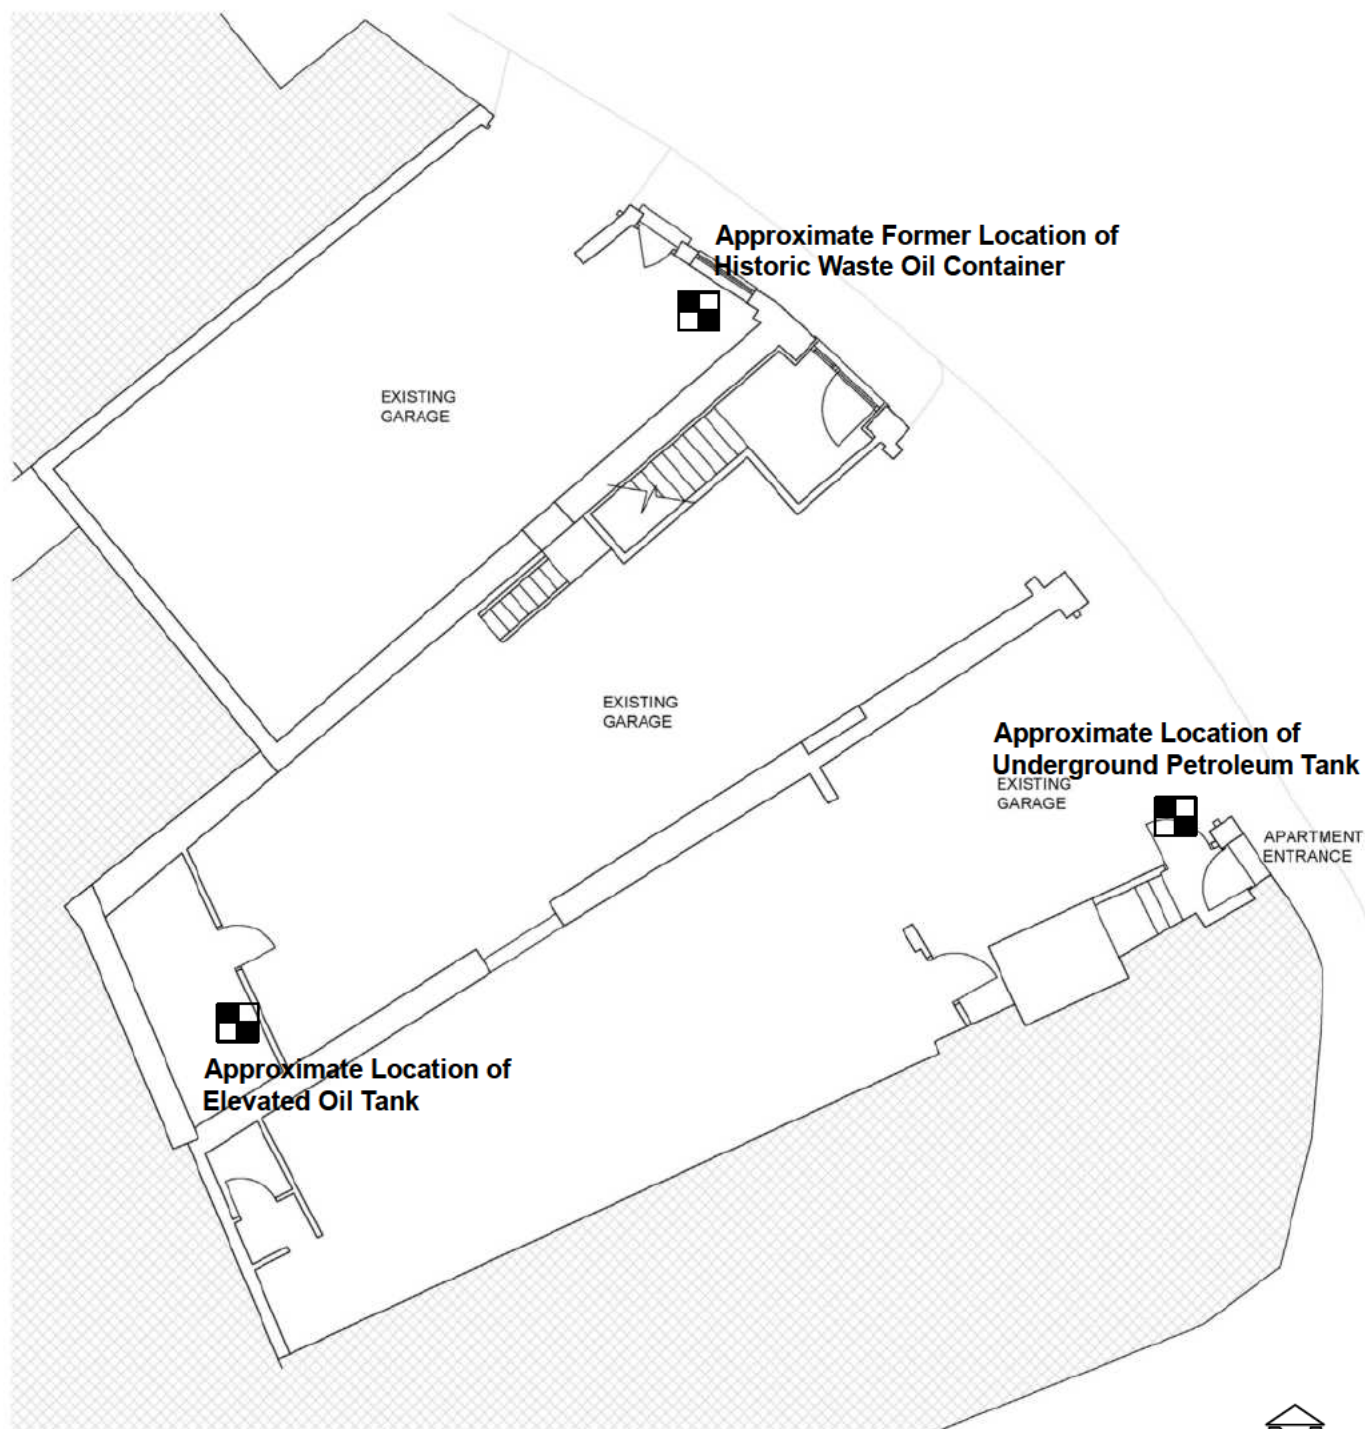 Approximate Former Location of
Historic Waste Oil Container
EXISTING
GARAGE
EXISTING
GARAGE
Approximate Location of
Underground Petroleum Tank
EXISTING
GARAGE
APARTMENT
ENTRANCE
Approximate Location of
Elevated Oil Tank